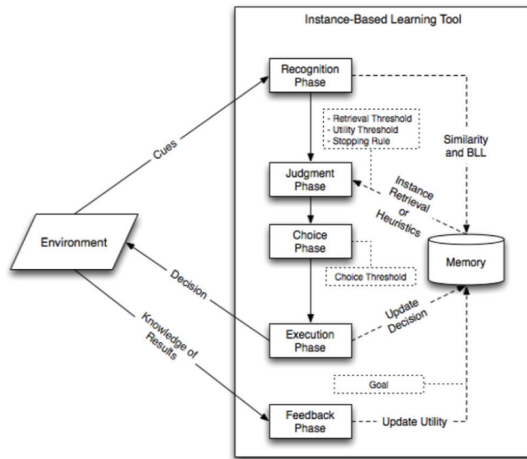 Instance-Based Learning Tool
Recognition
Phase
- Retrieval Threshold
- Utility Threshold
- Stopping Rule
Similarity
and BLL
Cues
Judgment
Phase
Instance
Retrieval
or
Heuristics
Environment
Choice
Phase
Memory
Choice Threshold
Decision
Update
Decision
Knowledge of
Results
Execution
Phase
Goal
Feedback
Phase
Update Utility